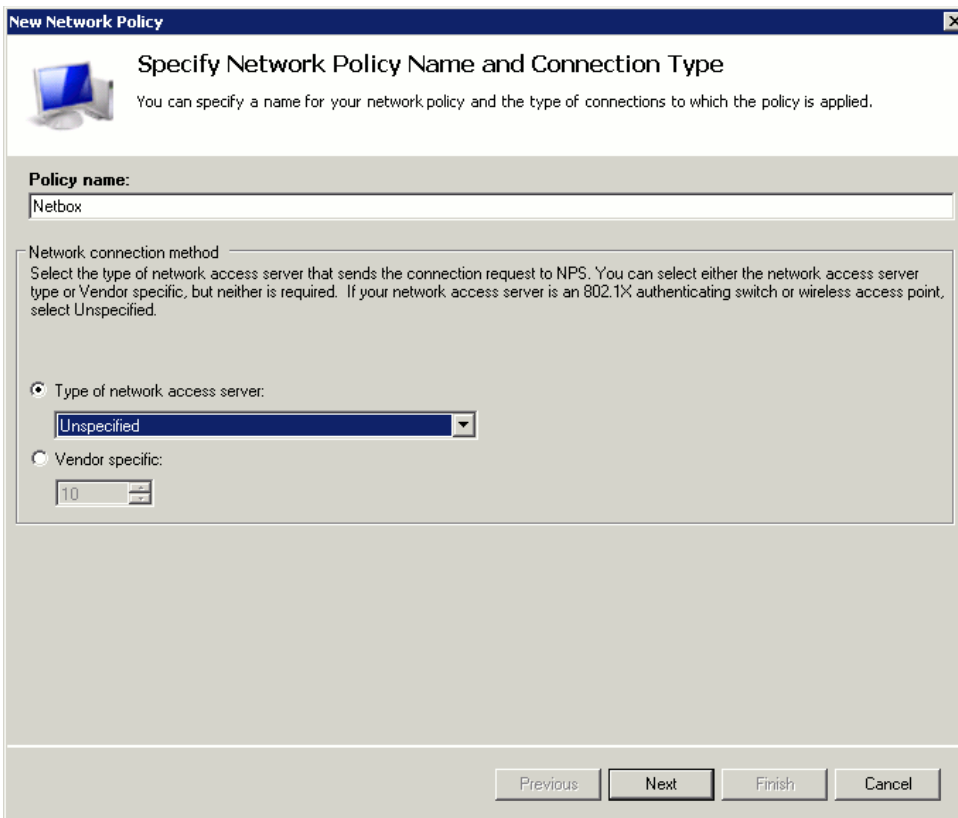 New Network Policy
Specify Network Policy Name and Connection Type
You can specify a name for your network policy and the type of connections to which the policy is applied.
Policy name:
Netbox
Network connection method
Select the type of network access server that sends the connection request to NPS. You can select either the network access server
type or Vendor specific, but neither is required. If your network access server is an 802.1X authenticating switch or wireless access point,
select Unspecified.
Type of network access server:
Unspecified
Vendor specific:
10
Previous Next Finish Cancel